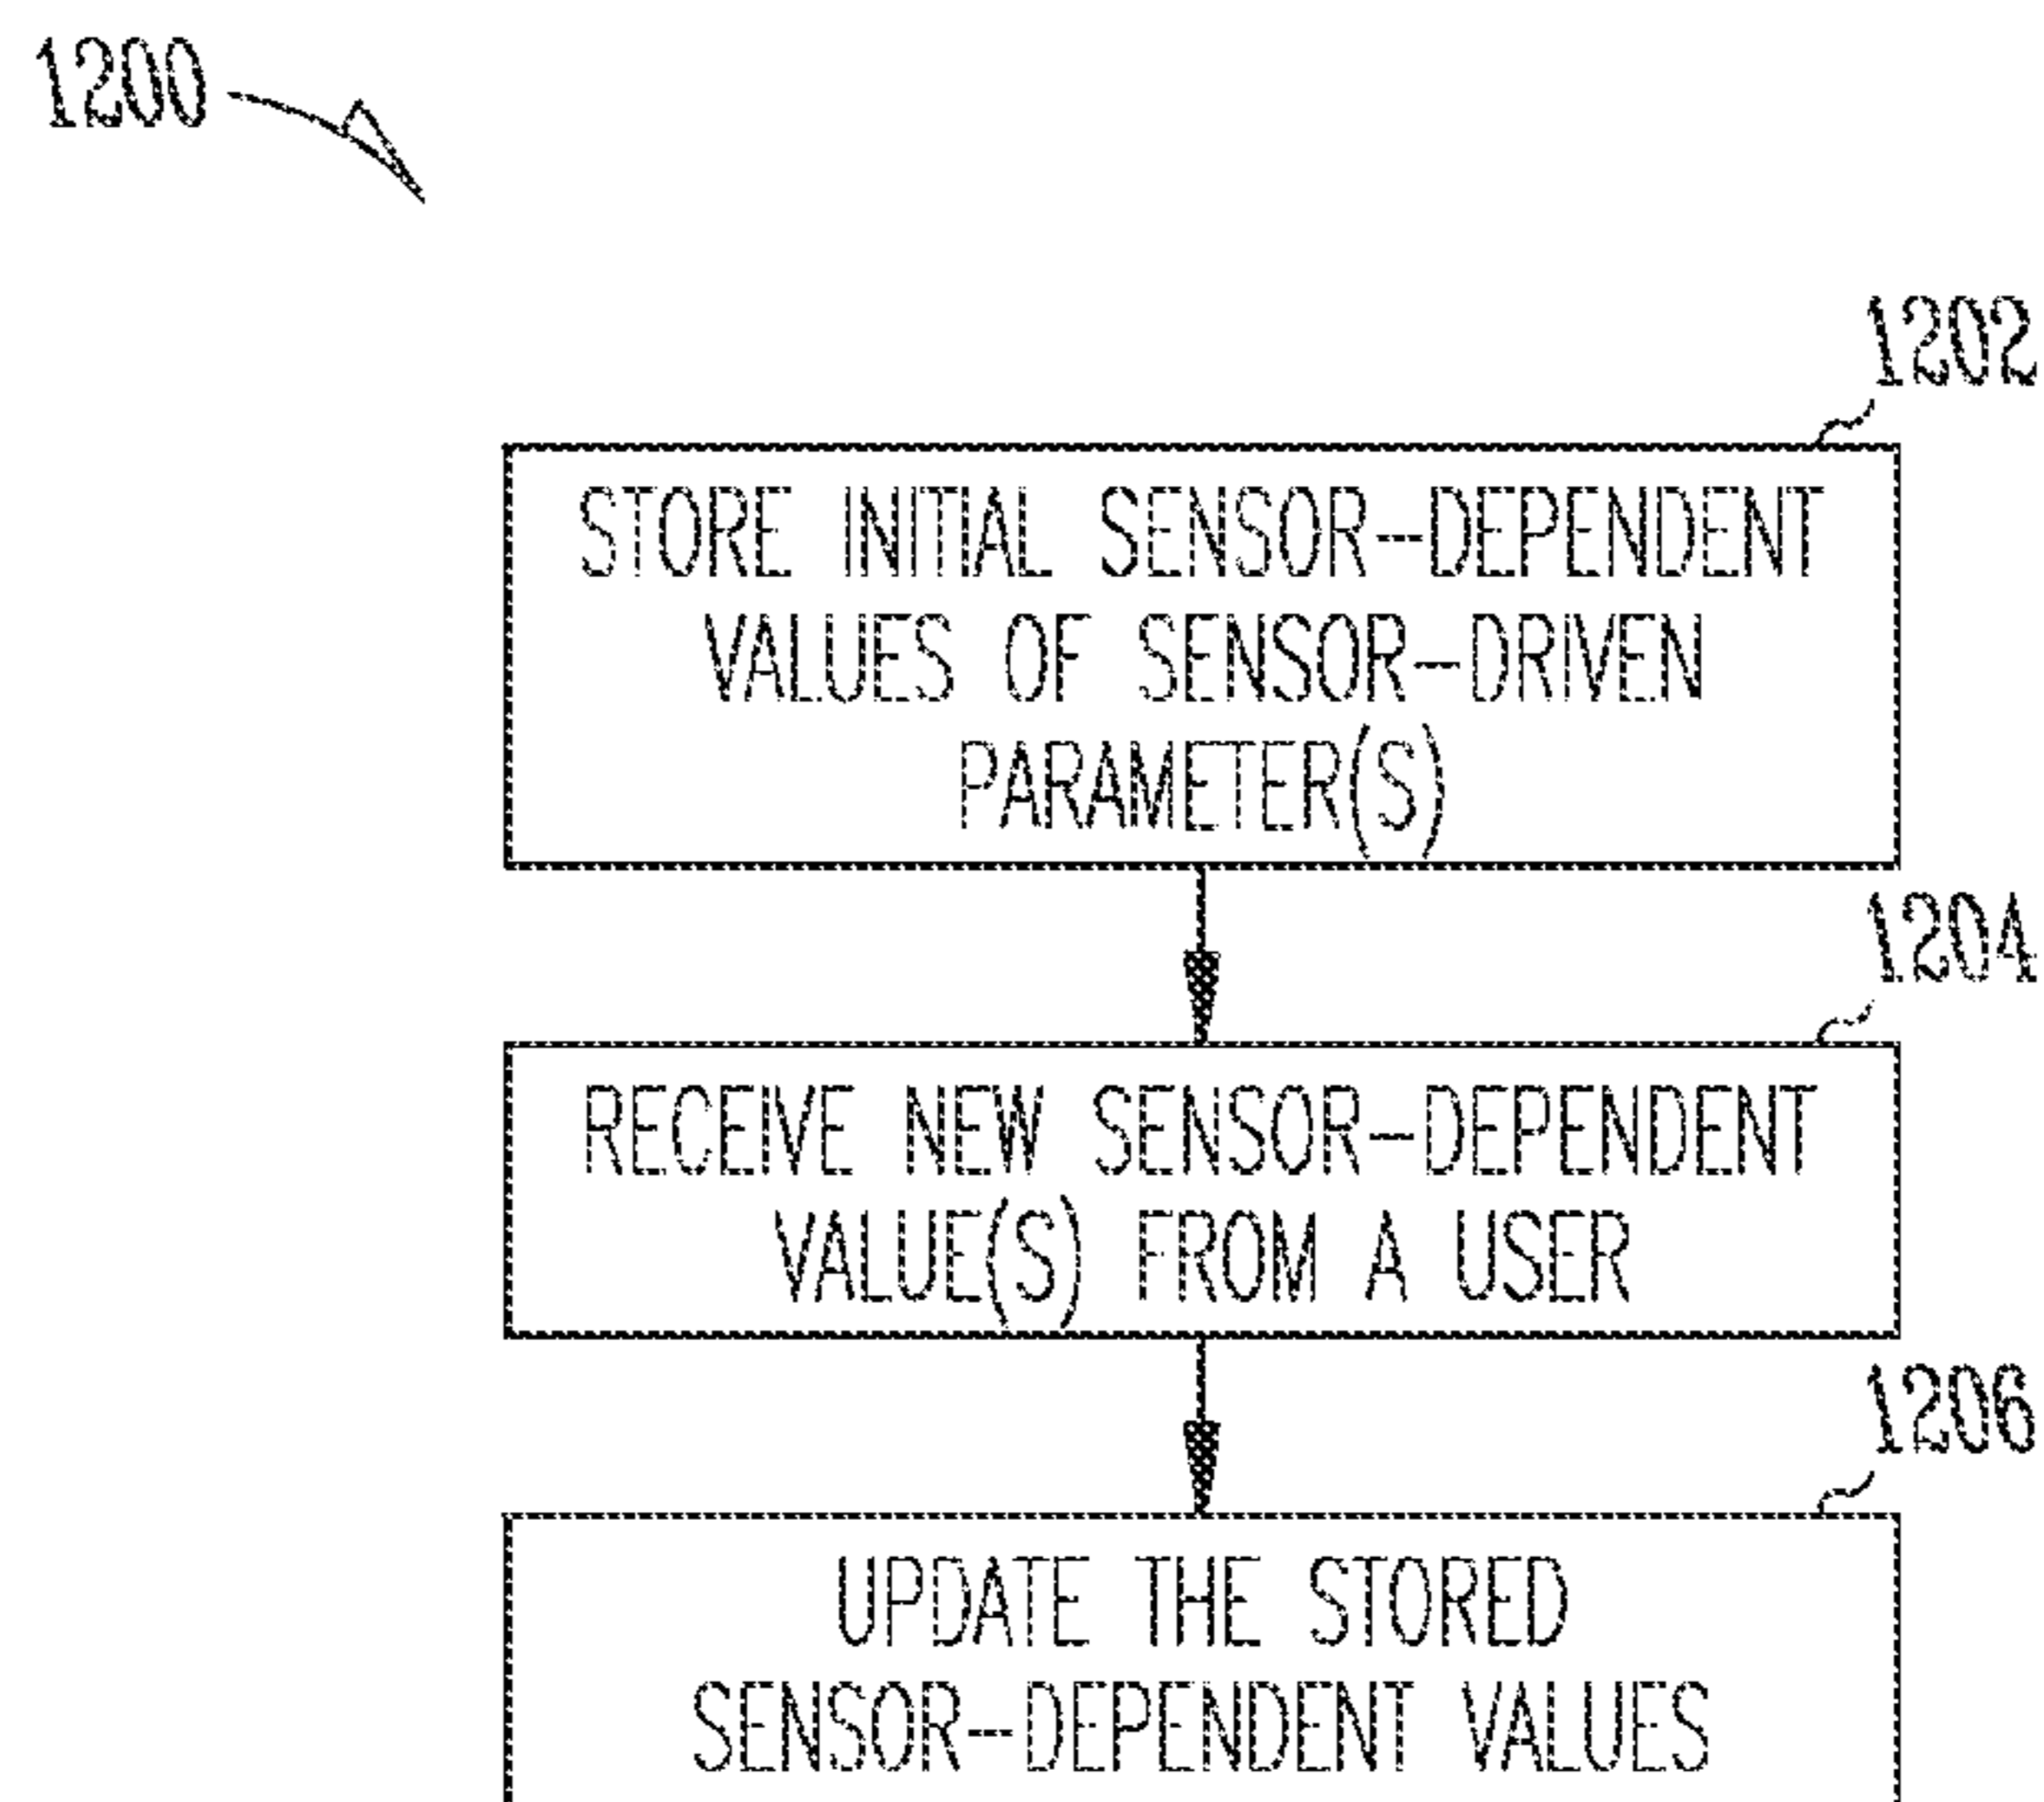 1200
1202
STORE INITIAL SENSOR-DEPENDENT
VALUES OF SENSOR-DRIVEN
PARAMETER(S)
1204
RECEIVE NEW SENSOR-DEPENDENT
VALUE(S) FROM A USER
1206
UPDATE THE STORED
SENSOR-DEPENDENT VALUES